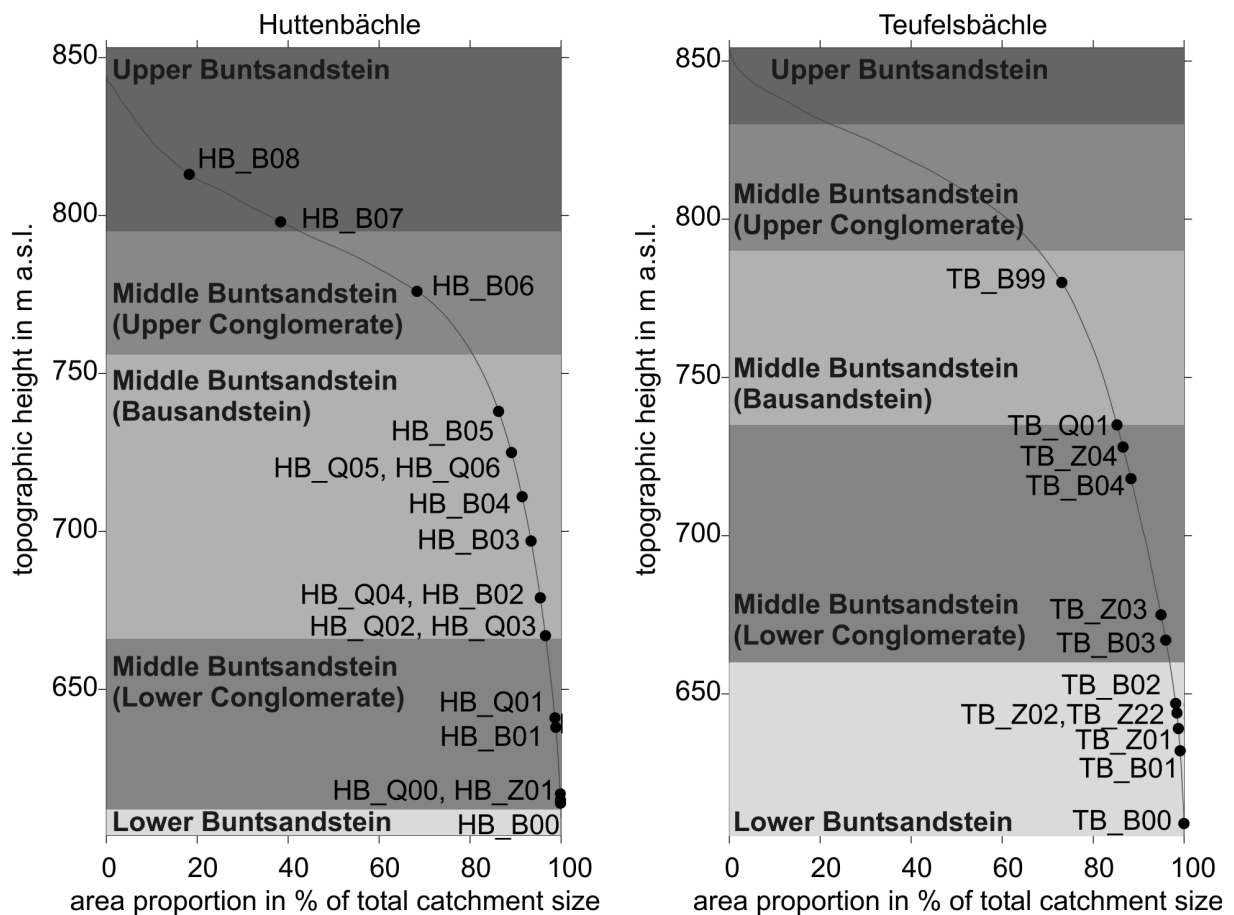 Huttenbächle
850
800
750
700
650
topographic height in m a.s.l.
Upper Buntsandstein
HB_B08
HB_B07
HB_B06
Middle Buntsandstein
(Upper Conglomerate)
Middle Buntsandstein
(Bausandstein)
HB_B05
HB_Q05, HB_Q06
HB_B04
HB_B03
HB_Q04, HB_B02
HB_Q02, HB_Q03
Middle Buntsandstein
(Lower Conglomerate)
HB_Q01
HB_B01
HB_Q00, HB_Z01
Lower Buntsandstein
HB_B00
0 20 40 60 80 100
area proportion in % of total catchment size
Teufelsbächle
850
800
750
700
650
topographic height in m a.s.l.
Upper Buntsandstein
Middle Buntsandstein
(Upper Conglomerate)
TB_B99
Middle Buntsandstein
(Bausandstein)
TB_Q01
TB_Z04
TB_B04
Middle Buntsandstein
(Lower Conglomerate)
TB_Z03
TB_B03
TB_B02
TB_Z02,TB_Z22
TB_Z01
TB_B01
Lower Buntsandstein
TB_B00
0 20 40 60 80 100
area proportion in % of total catchment size